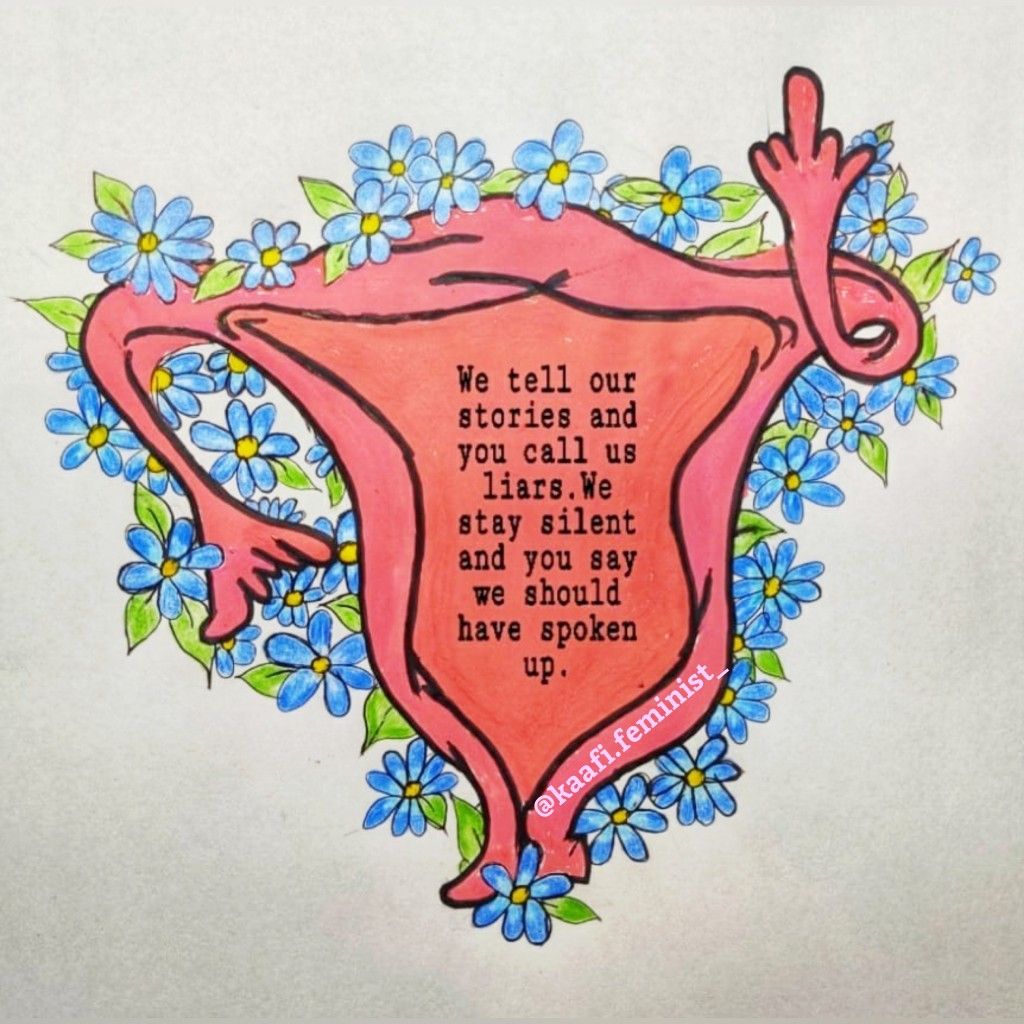 We tell our
stories and
you call us
liars.We
stay silent
and you say
we should
have spoken
up.
@kaafi.feminist_